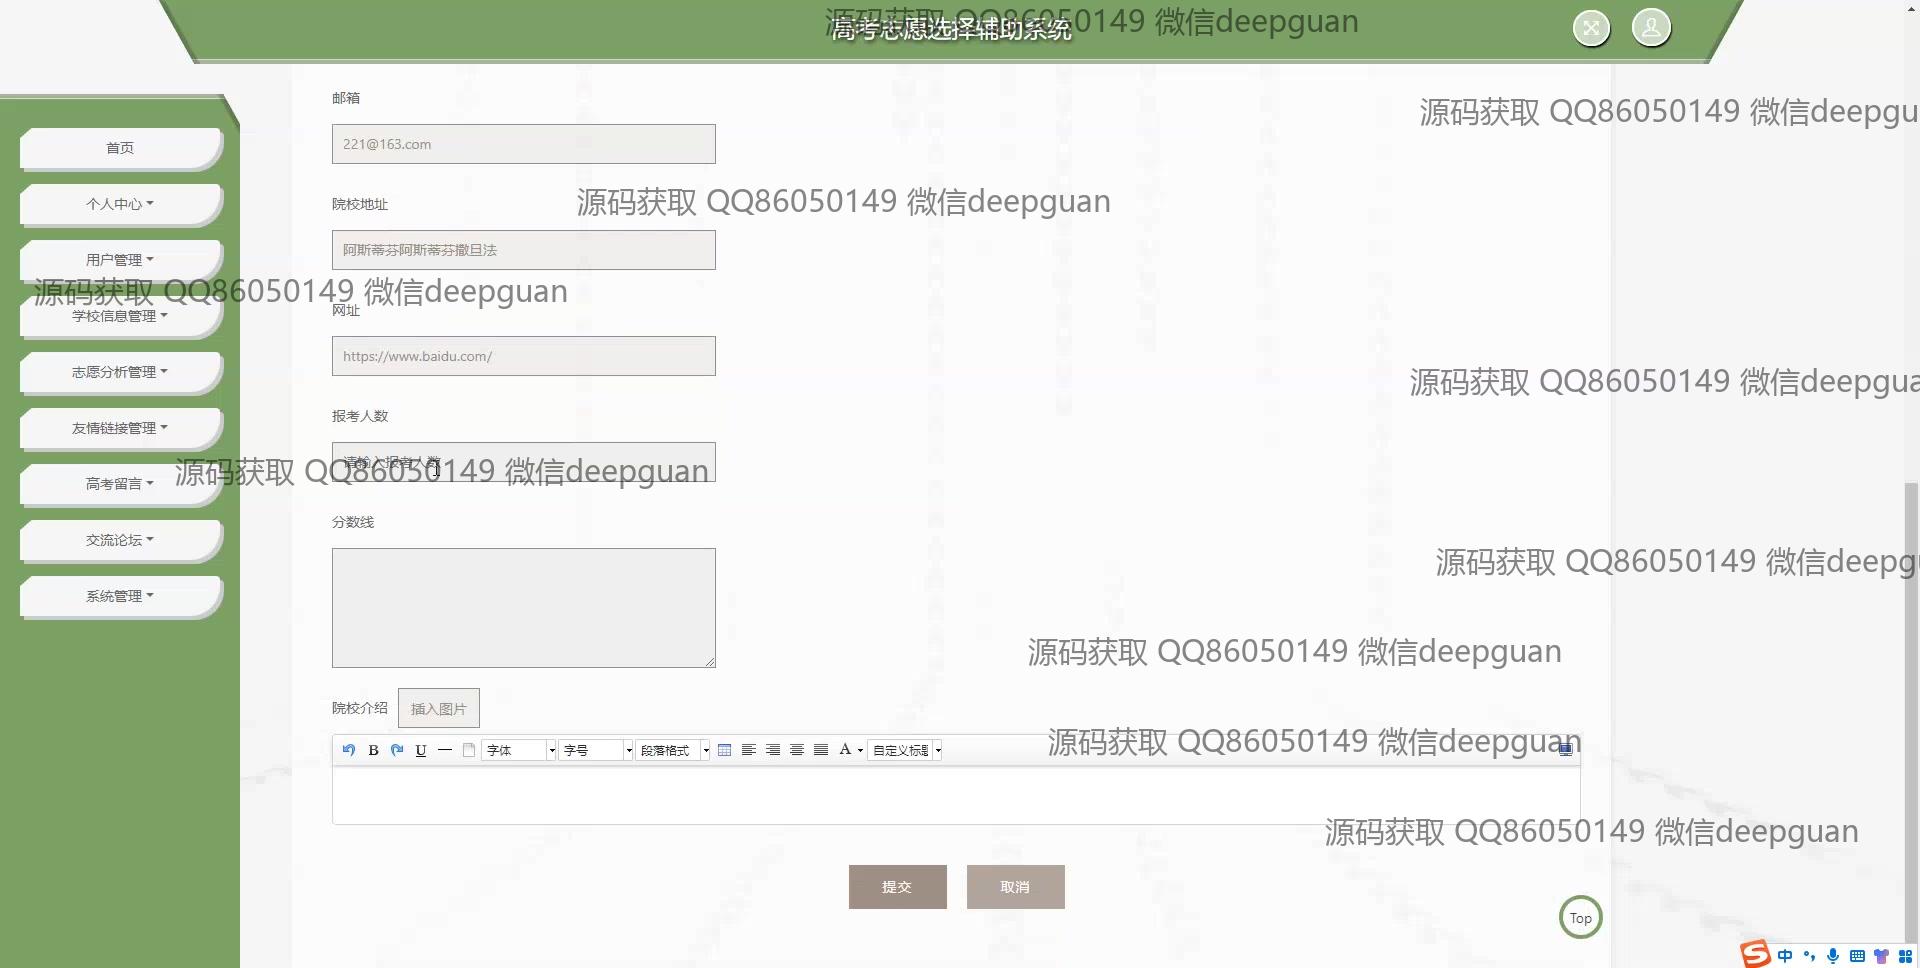 高考志愿选择辅助系统
源码获取 QQ86050149 微信deepguan
邮箱
源码获取 QQ86050149 微信deepgu
首页
221@163.com
个人中心
院校地址
源码获取 QQ86050149 微信deepguan
用户管理
阿斯蒂芬阿斯蒂芬撒旦法
源码获取 QQ86050149 微信deepguan
学校信息管理
网址
https://www.baidu.com/
志愿分析管理
源码获取 QQ86050149 微信deepgua
友情链接管理
报考人数
请输入报考人数
高考留言
源码获取 QQ86050149 微信deepguan
分数线
交流论坛
源码获取 QQ86050149 微信deepg
系统管理
源码获取 QQ86050149 微信deepguan
院校介绍 插入图片
B U 字体 字号 段落格式 A 自定义标题
源码获取 QQ86050149 微信deepguan
源码获取 QQ86050149 微信deepguan
提交 取消
Top
中